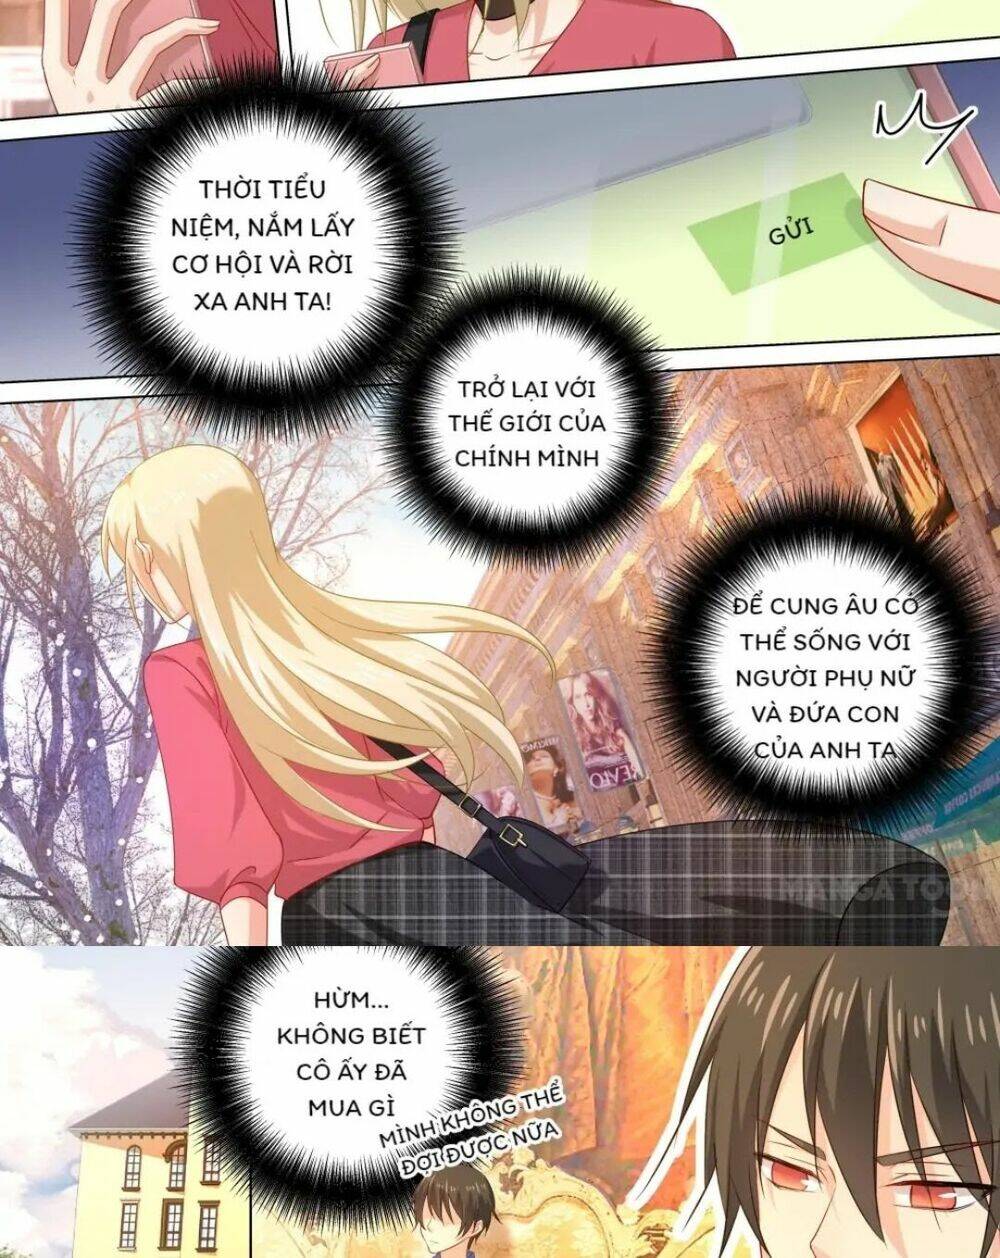 THỜI TIỂU
NIỆM, NẮM LẤY
CƠ HỘI VÀ RỜI
XA ANH TA!
GỬI
TRỞ LẠI VỚI
THẾ GIỚI CỦA
CHÍNH MÌNH
ĐỂ CUNG ÂU CÓ
THỂ SỐNG VỚI
NGƯỜI PHỤ NỮ
VÀ ĐỨA CON
CỦA ANH TA
MANGATOON
HỪM...
KHÔNG BIẾT
CÔ ẤY ĐÃ
MUA GÌ
MÌNH KHÔNG THỂ
ĐỢI ĐƯỢC NỮA